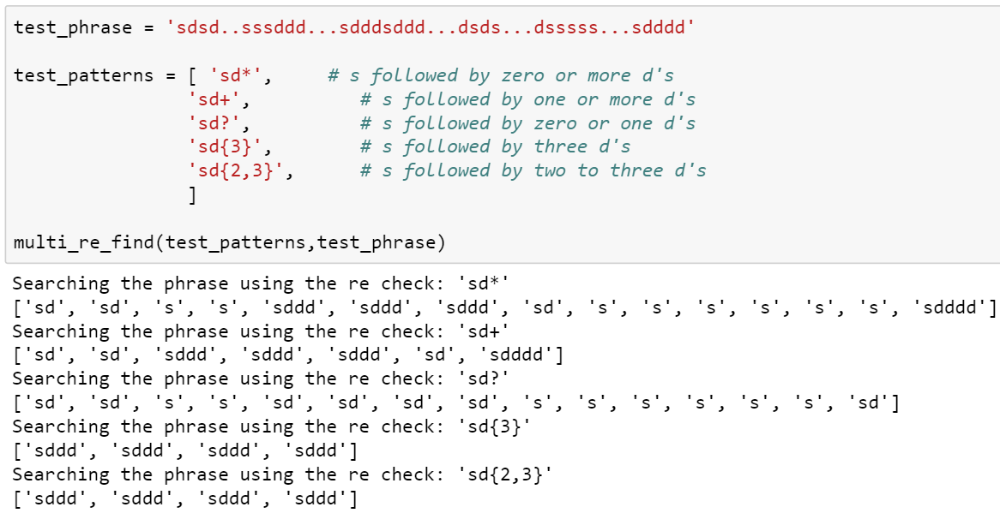 test_phrase = 'sdsd..sssddd...sdddsddd...dsds...dsssss...sdddd'
test_patterns = [ 'sd*',     # s followed by zero or more d's
'sd+',          # s followed by one or more d's
'sd?',          # s followed by zero or one d's
'sd{3}',        # s followed by three d's
'sd{2,3}',      # s followed by two to three d's
]
multi_re_find(test_patterns,test_phrase)
Searching the phrase using the re check: 'sd*'
['sd', 'sd', 's', 's', 'sddd', 'sddd', 'sddd', 'sd', 's', 's', 's', 's', 's', 's', 'sdddd']
Searching the phrase using the re check: 'sd+'
['sd', 'sd', 'sddd', 'sddd', 'sddd', 'sd', 'sdddd']
Searching the phrase using the re check: 'sd?'
['sd', 'sd', 's', 's', 'sd', 'sd', 'sd', 'sd', 's', 's', 's', 's', 's', 's', 'sd']
Searching the phrase using the re check: 'sd{3}'
['sddd', 'sddd', 'sddd', 'sddd']
Searching the phrase using the re check: 'sd{2,3}'
['sddd', 'sddd', 'sddd', 'sddd']